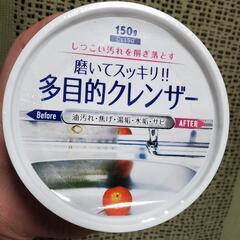 150g
しつこい汚れを削ぎ落とす
磨いてスッキリ!!
多目的クレンザー
Before
油汚れ・焦げ・湯垢・水垢・サビ
AFTER